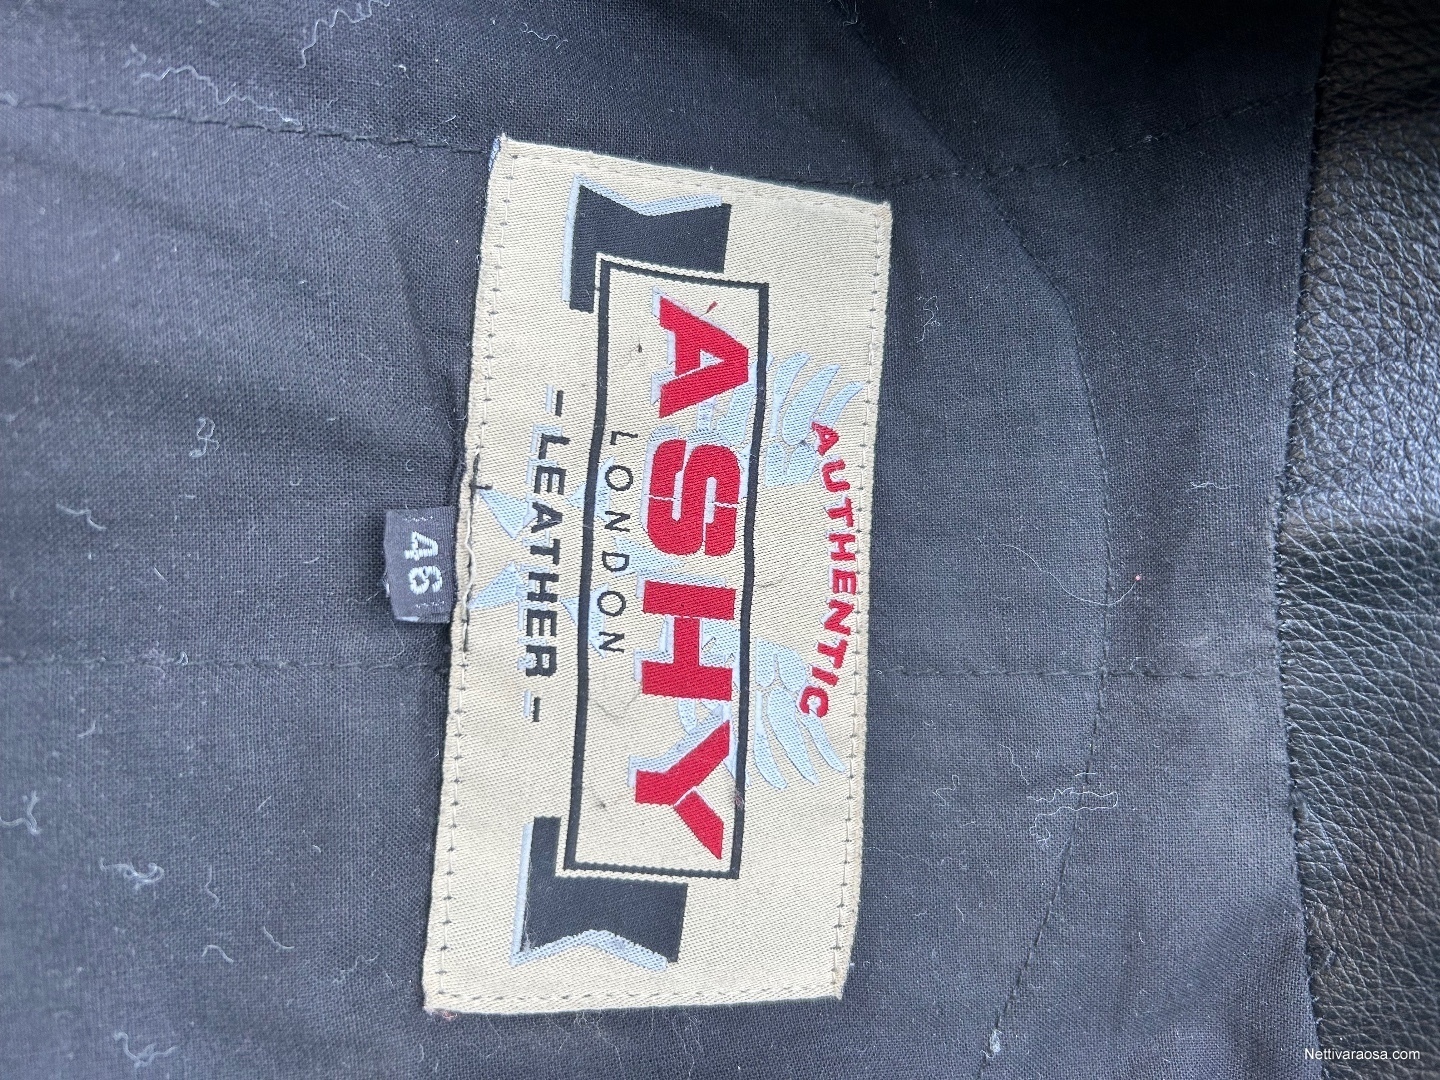 AUTHENTIC
ASHY
LONDON
- LEATHER -
46
Nettivaraosa.com